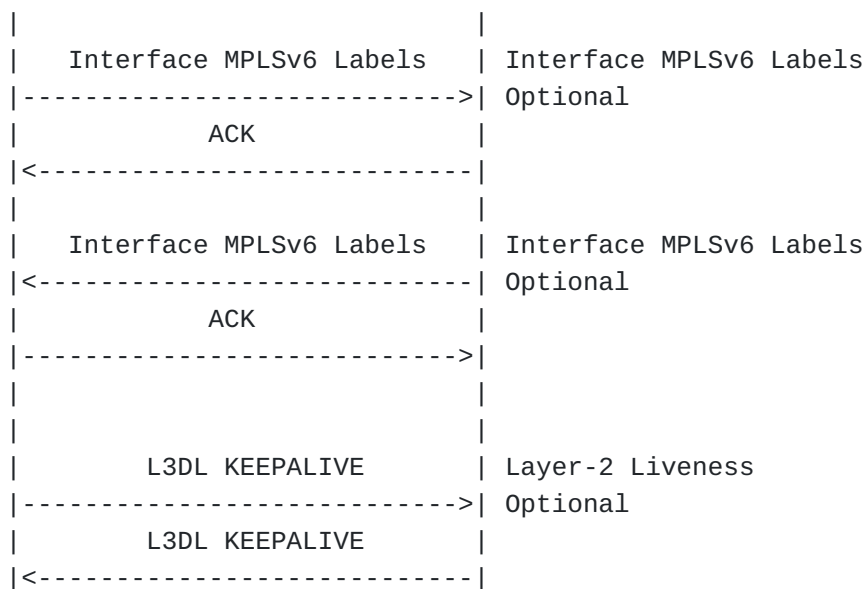 |                             |
|   Interface MPLSv6 Labels   | Interface MPLSv6 Labels
|---------------------------->| Optional
|            ACK              |
|<----------------------------|
|                             |
|   Interface MPLSv6 Labels   | Interface MPLSv6 Labels
|<----------------------------| Optional
|            ACK              |
|---------------------------->|
|                             |
|                             |
|        L3DL KEEPALIVE       | Layer-2 Liveness
|---------------------------->| Optional
|        L3DL KEEPALIVE       |
|<----------------------------|